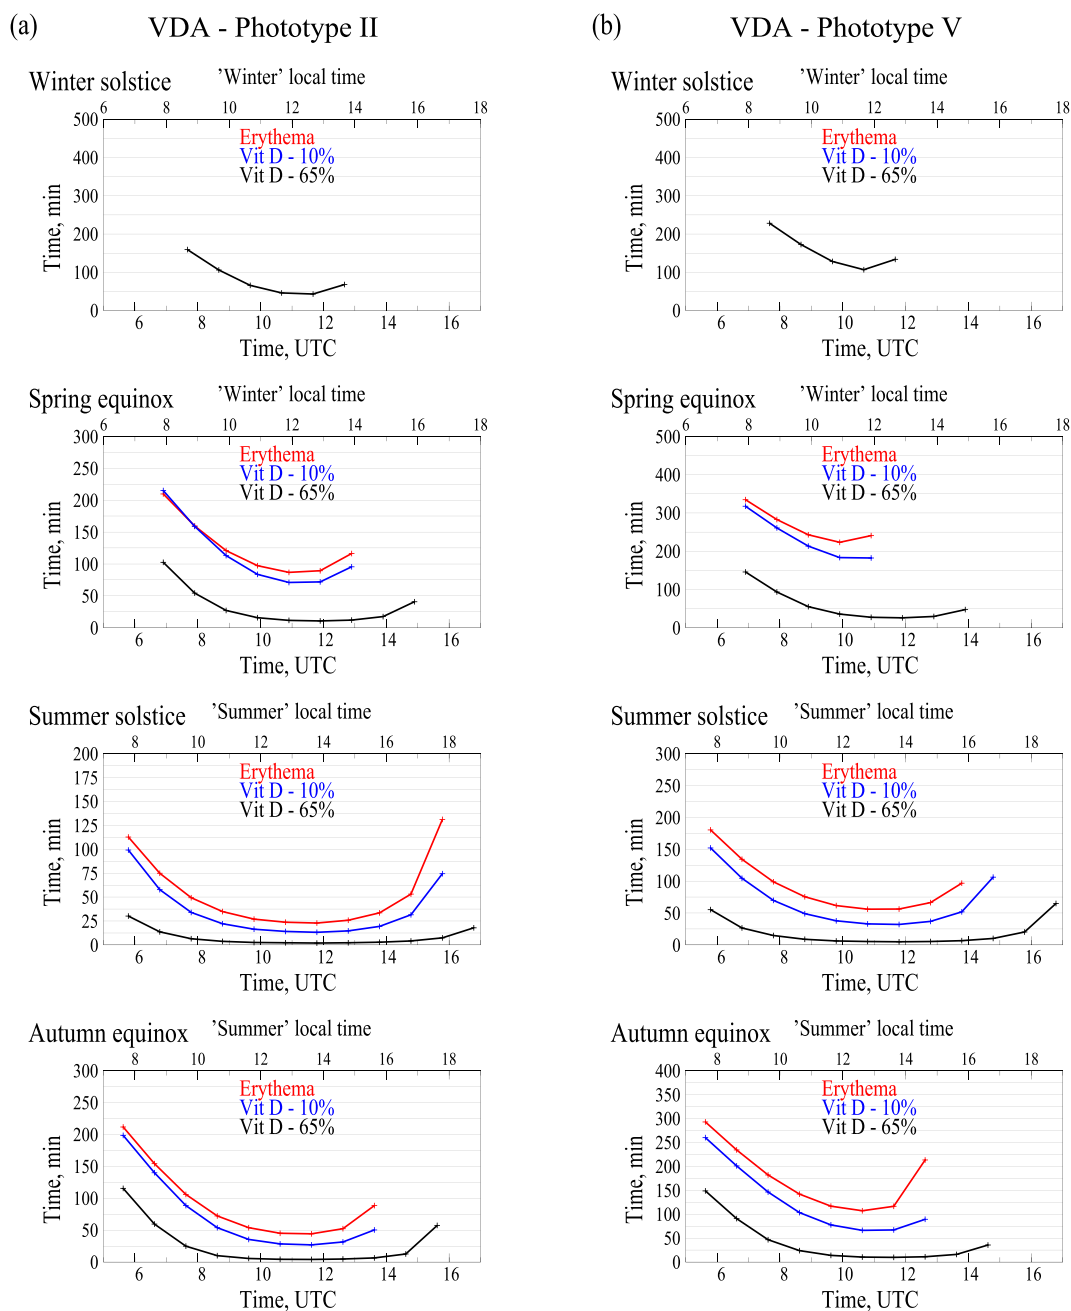 (a) VDA - Phototype II
Winter solstice
'Winter' local time
6 8 10 12 14 16 18
500
400
300
200
100
0
Time, min
Erythema
Vit D - 10%
Vit D - 65%
6 8 10 12 14 16
Time, UTC
Spring equinox
'Winter' local time
6 8 10 12 14 16 18
300
250
200
150
100
50
0
Time, min
Erythema
Vit D - 10%
Vit D - 65%
6 8 10 12 14 16
Time, UTC
Summer solstice
'Summer' local time
8 10 12 14 16 18
200
175
150
125
100
75
50
25
0
Time, min
Erythema
Vit D - 10%
Vit D - 65%
6 8 10 12 14 16
Time, UTC
Autumn equinox
'Summer' local time
8 10 12 14 16 18
300
250
200
150
100
50
0
Time, min
Erythema
Vit D - 10%
Vit D - 65%
6 8 10 12 14 16
Time, UTC
(b) VDA - Phototype V
Winter solstice
'Winter' local time
6 8 10 12 14 16 18
500
400
300
200
100
0
Time, min
Erythema
Vit D - 10%
Vit D - 65%
6 8 10 12 14 16
Time, UTC
Spring equinox
'Winter' local time
6 8 10 12 14 16 18
500
400
300
200
100
0
Time, min
Erythema
Vit D - 10%
Vit D - 65%
6 8 10 12 14 16
Time, UTC
Summer solstice
'Summer' local time
8 10 12 14 16 18
300
250
200
150
100
50
0
Time, min
Erythema
Vit D - 10%
Vit D - 65%
6 8 10 12 14 16
Time, UTC
Autumn equinox
'Summer' local time
8 10 12 14 16 18
400
350
300
250
200
150
100
50
0
Time, min
Erythema
Vit D - 10%
Vit D - 65%
6 8 10 12 14 16
Time, UTC